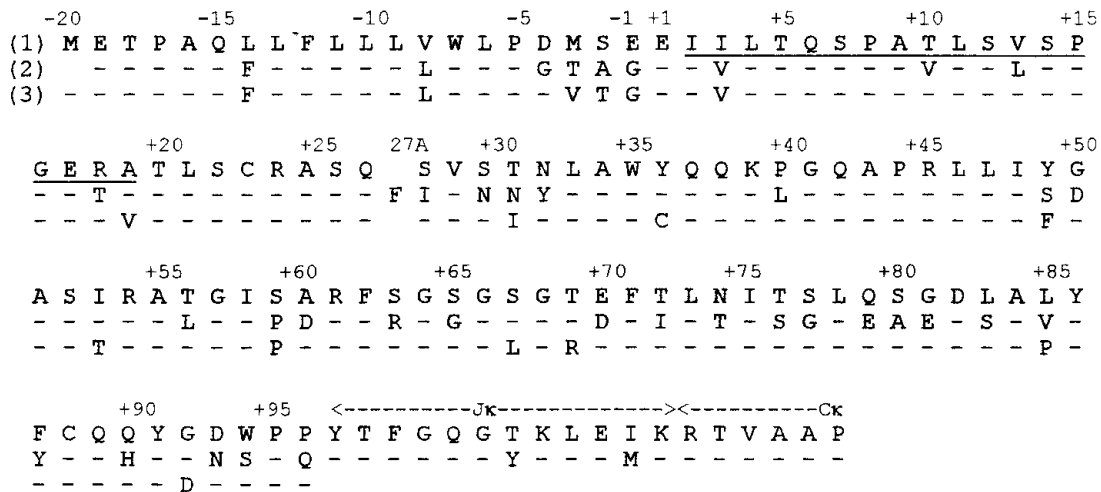 -20 -15 -10 -5 -1 +1 +5 +10 +15
(1) M E T P A Q L L F L L L V W L P D M S E E I I L T Q S P A T L S V S P
(2) - - - - - F - - - - - L - - - G T A G - - V - - - - - - V - - L - -
(3) - - - - - F - - - - - L - - - - V T G - - V - - - - - - - - - - - -
+20 +25 27A +30 +35 +40 +45 +50
G E R A T L S C R A S Q S V S T N L A W Y Q Q K P G Q A P R L L I Y G
- - T - - - - - - - - - F I - N N Y - - - - - - - L - - - - - - - - S D
- - - V - - - - - - - - - - - I - - - - C - - - - - - - - - - - - F -
+55 +60 +65 +70 +75 +80 +85
A S I R A T G I S A R F S G S G S G T E F T L N I T S L Q S G D L A L Y
- - - - - L - - P D - - R - G - - - - D - I - T - S G - E A E - S - V -
- - T - - - - - P - - - - - - - L - R - - - - - - - - - - - - - - - P -
+90 +95 <----------Jκ------------><---------Cκ
F C Q Q Y G D W P P Y T F G Q G T K L E I K R T V A A P
Y - - H - - N S - Q - - - - - - Y - - - M -
- - - - - D - - - -